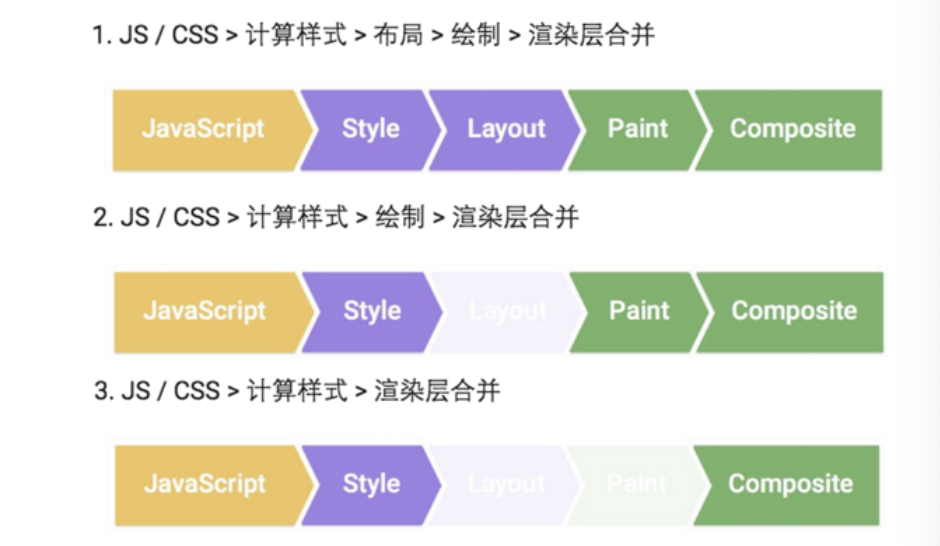 1. JS / CSS > 计算样式 > 布局 > 绘制 > 渲染层合并
JavaScript Style Layout Paint Composite
2. JS / CSS > 计算样式 > 绘制 > 渲染层合并
JavaScript Style Layout Paint Composite
3. JS / CSS > 计算样式 > 渲染层合并
JavaScript Style Layout Paint Composite